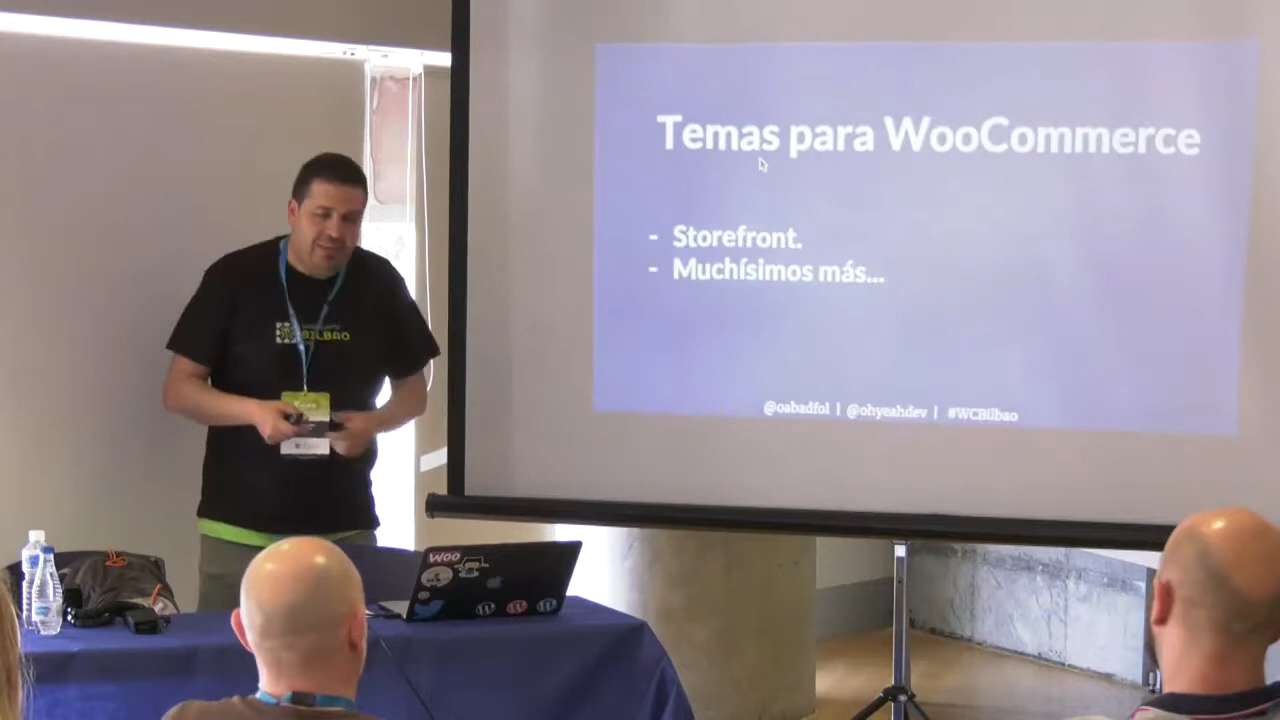 Temas para WooCommerce
- Storefront.
- Muchísimos más...
@oabadfol | @ohyeahdev | #WCBilbao
BILBAO
Woo